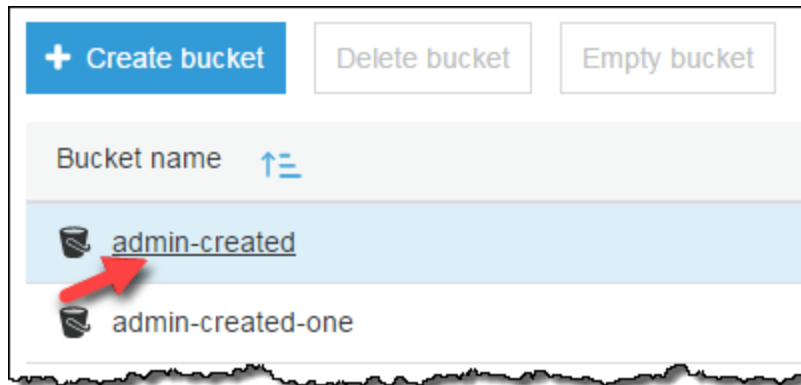 Create bucket Delete bucket Empty bucket
Bucket name
admin-created
admin-created-one